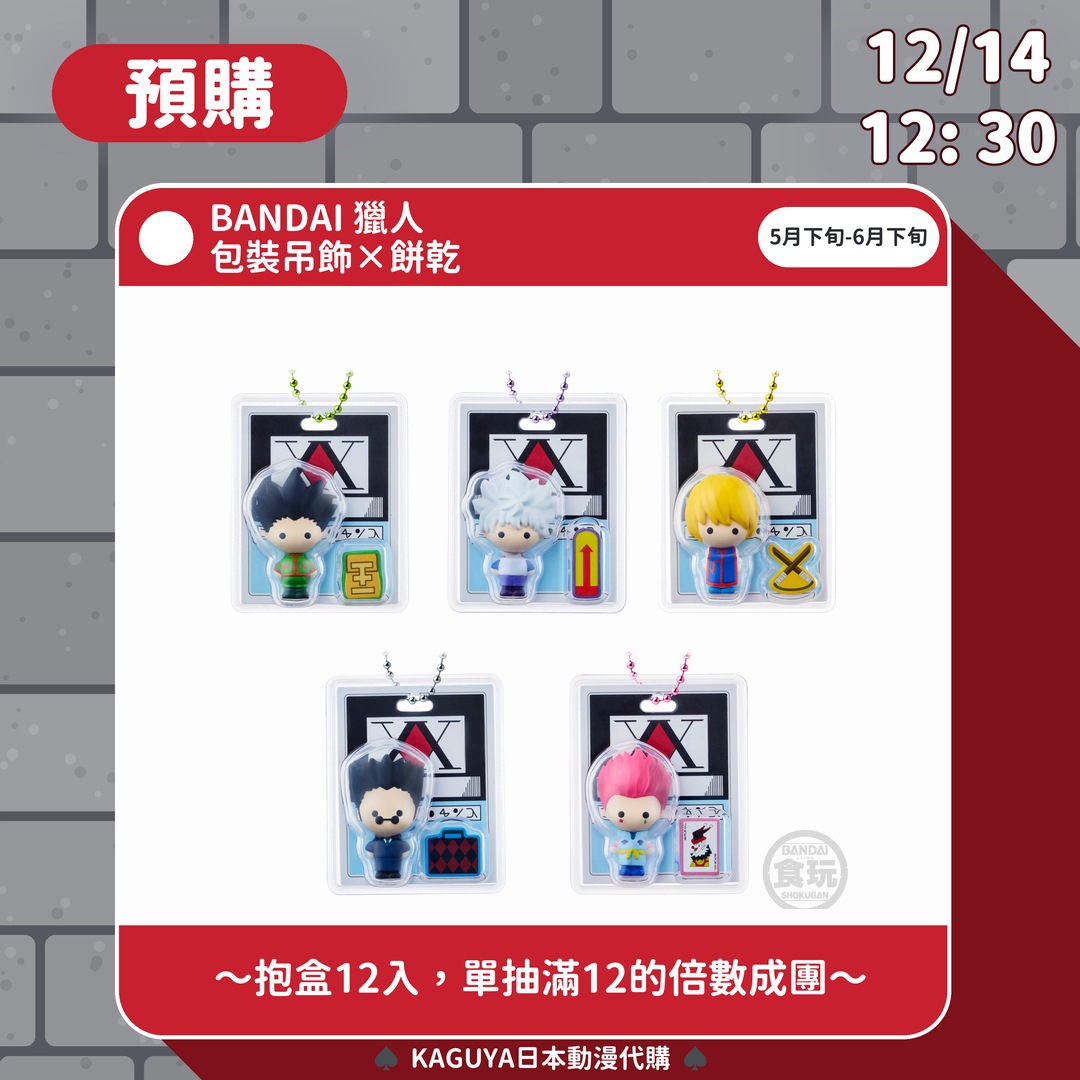 預購
12/14
12: 30
BANDAI 獵人
包裝吊飾×餅乾
5月下旬-6月下旬
BANDAI
食玩
SHOKUGAN
～抱盒12入，單抽滿12的倍數成團～
♠ KAGUYA日本動漫代購 ♠